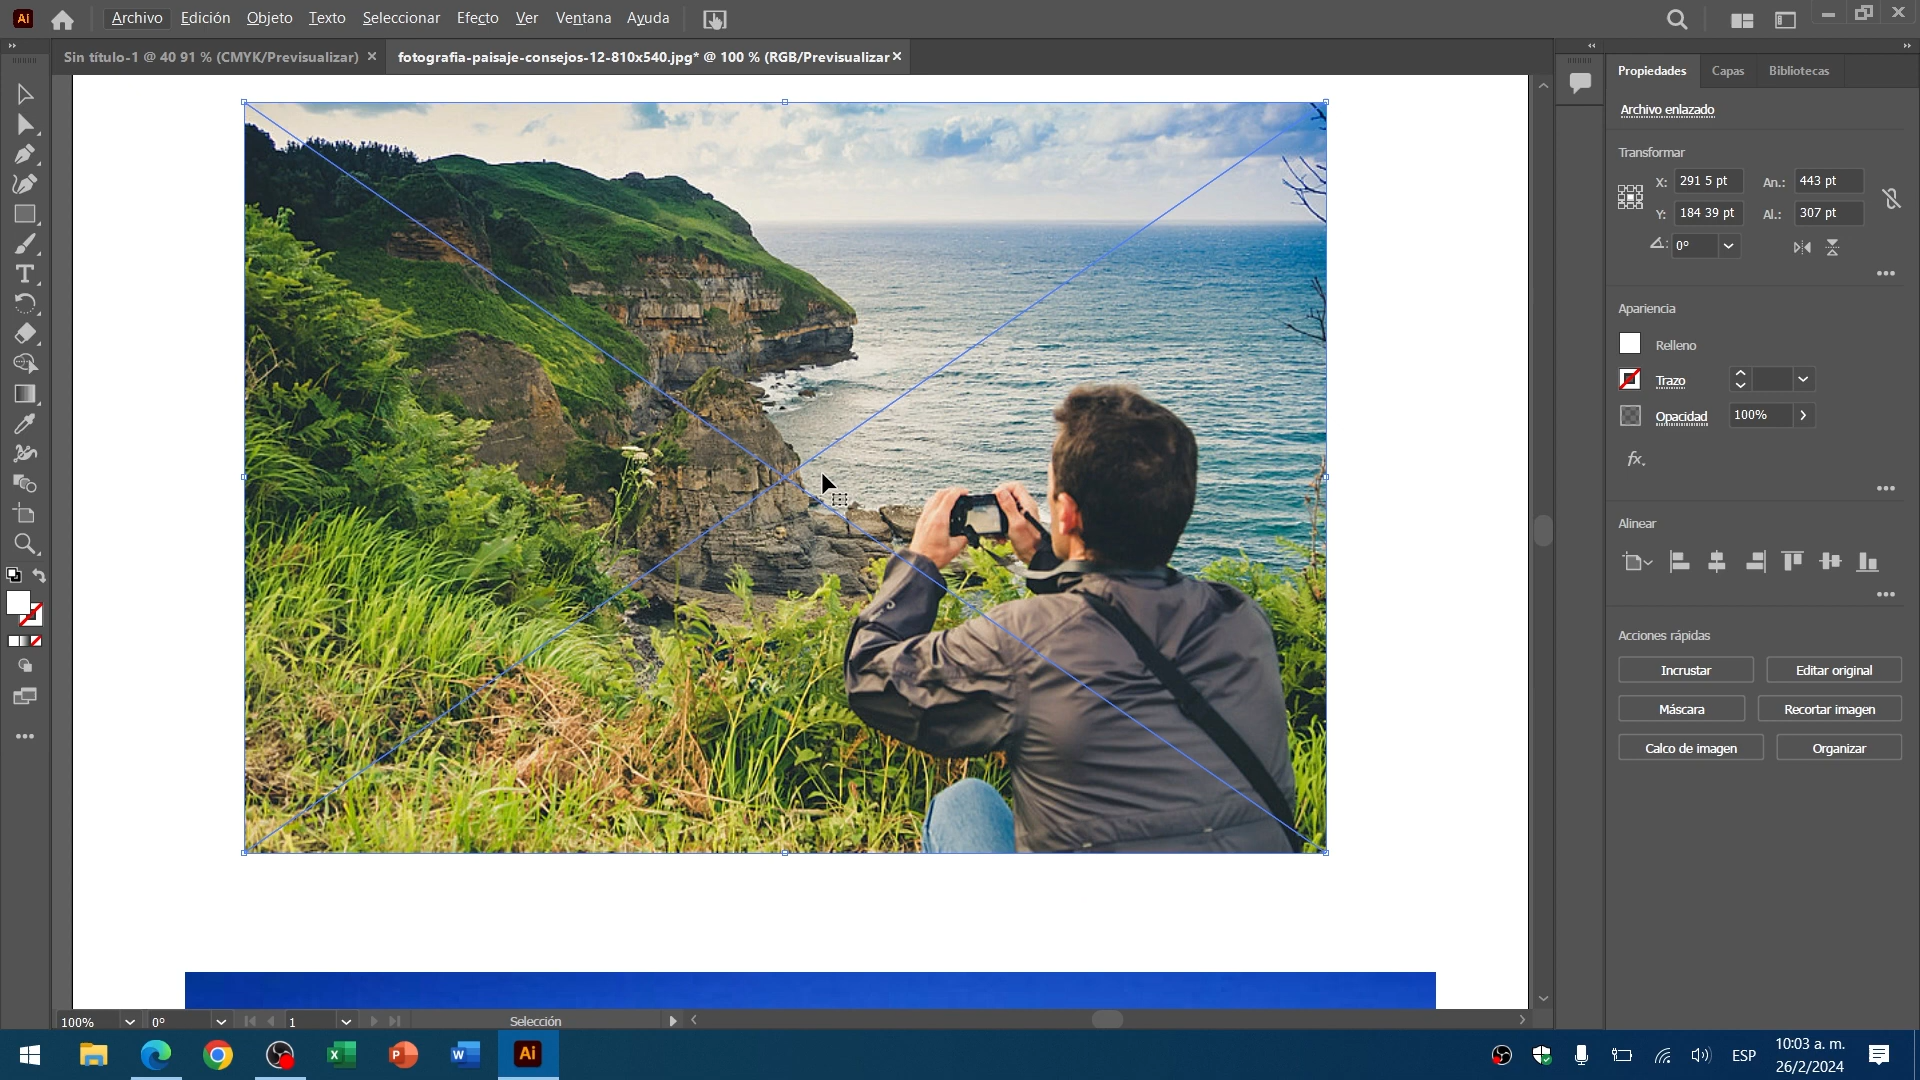 Ai Archivo Edición Objeto Texto Seleccionar Efecto Ver Ventana Ayuda
Sin título-1 @ 40 91 % (CMYK/Previsualizar) × fotografia-paisaje-consejos-12-810x540.jpg* @ 100 % (RGB/Previsualizar ×
Propiedades Capas Bibliotecas
Archivo enlazado
Transformar
X: 291 5 pt An.: 443 pt
Y: 184 39 pt Al.: 307 pt
0°
Apariencia
Relleno
Trazo
Opacidad 100%
fx.
Alinear
Acciones rápidas
Incrustar Editar original
Máscara Recortar imagen
Calco de imagen Organizar
100% 0° 1 Selección
Ai ESP 10:03 a. m.
26/2/2024